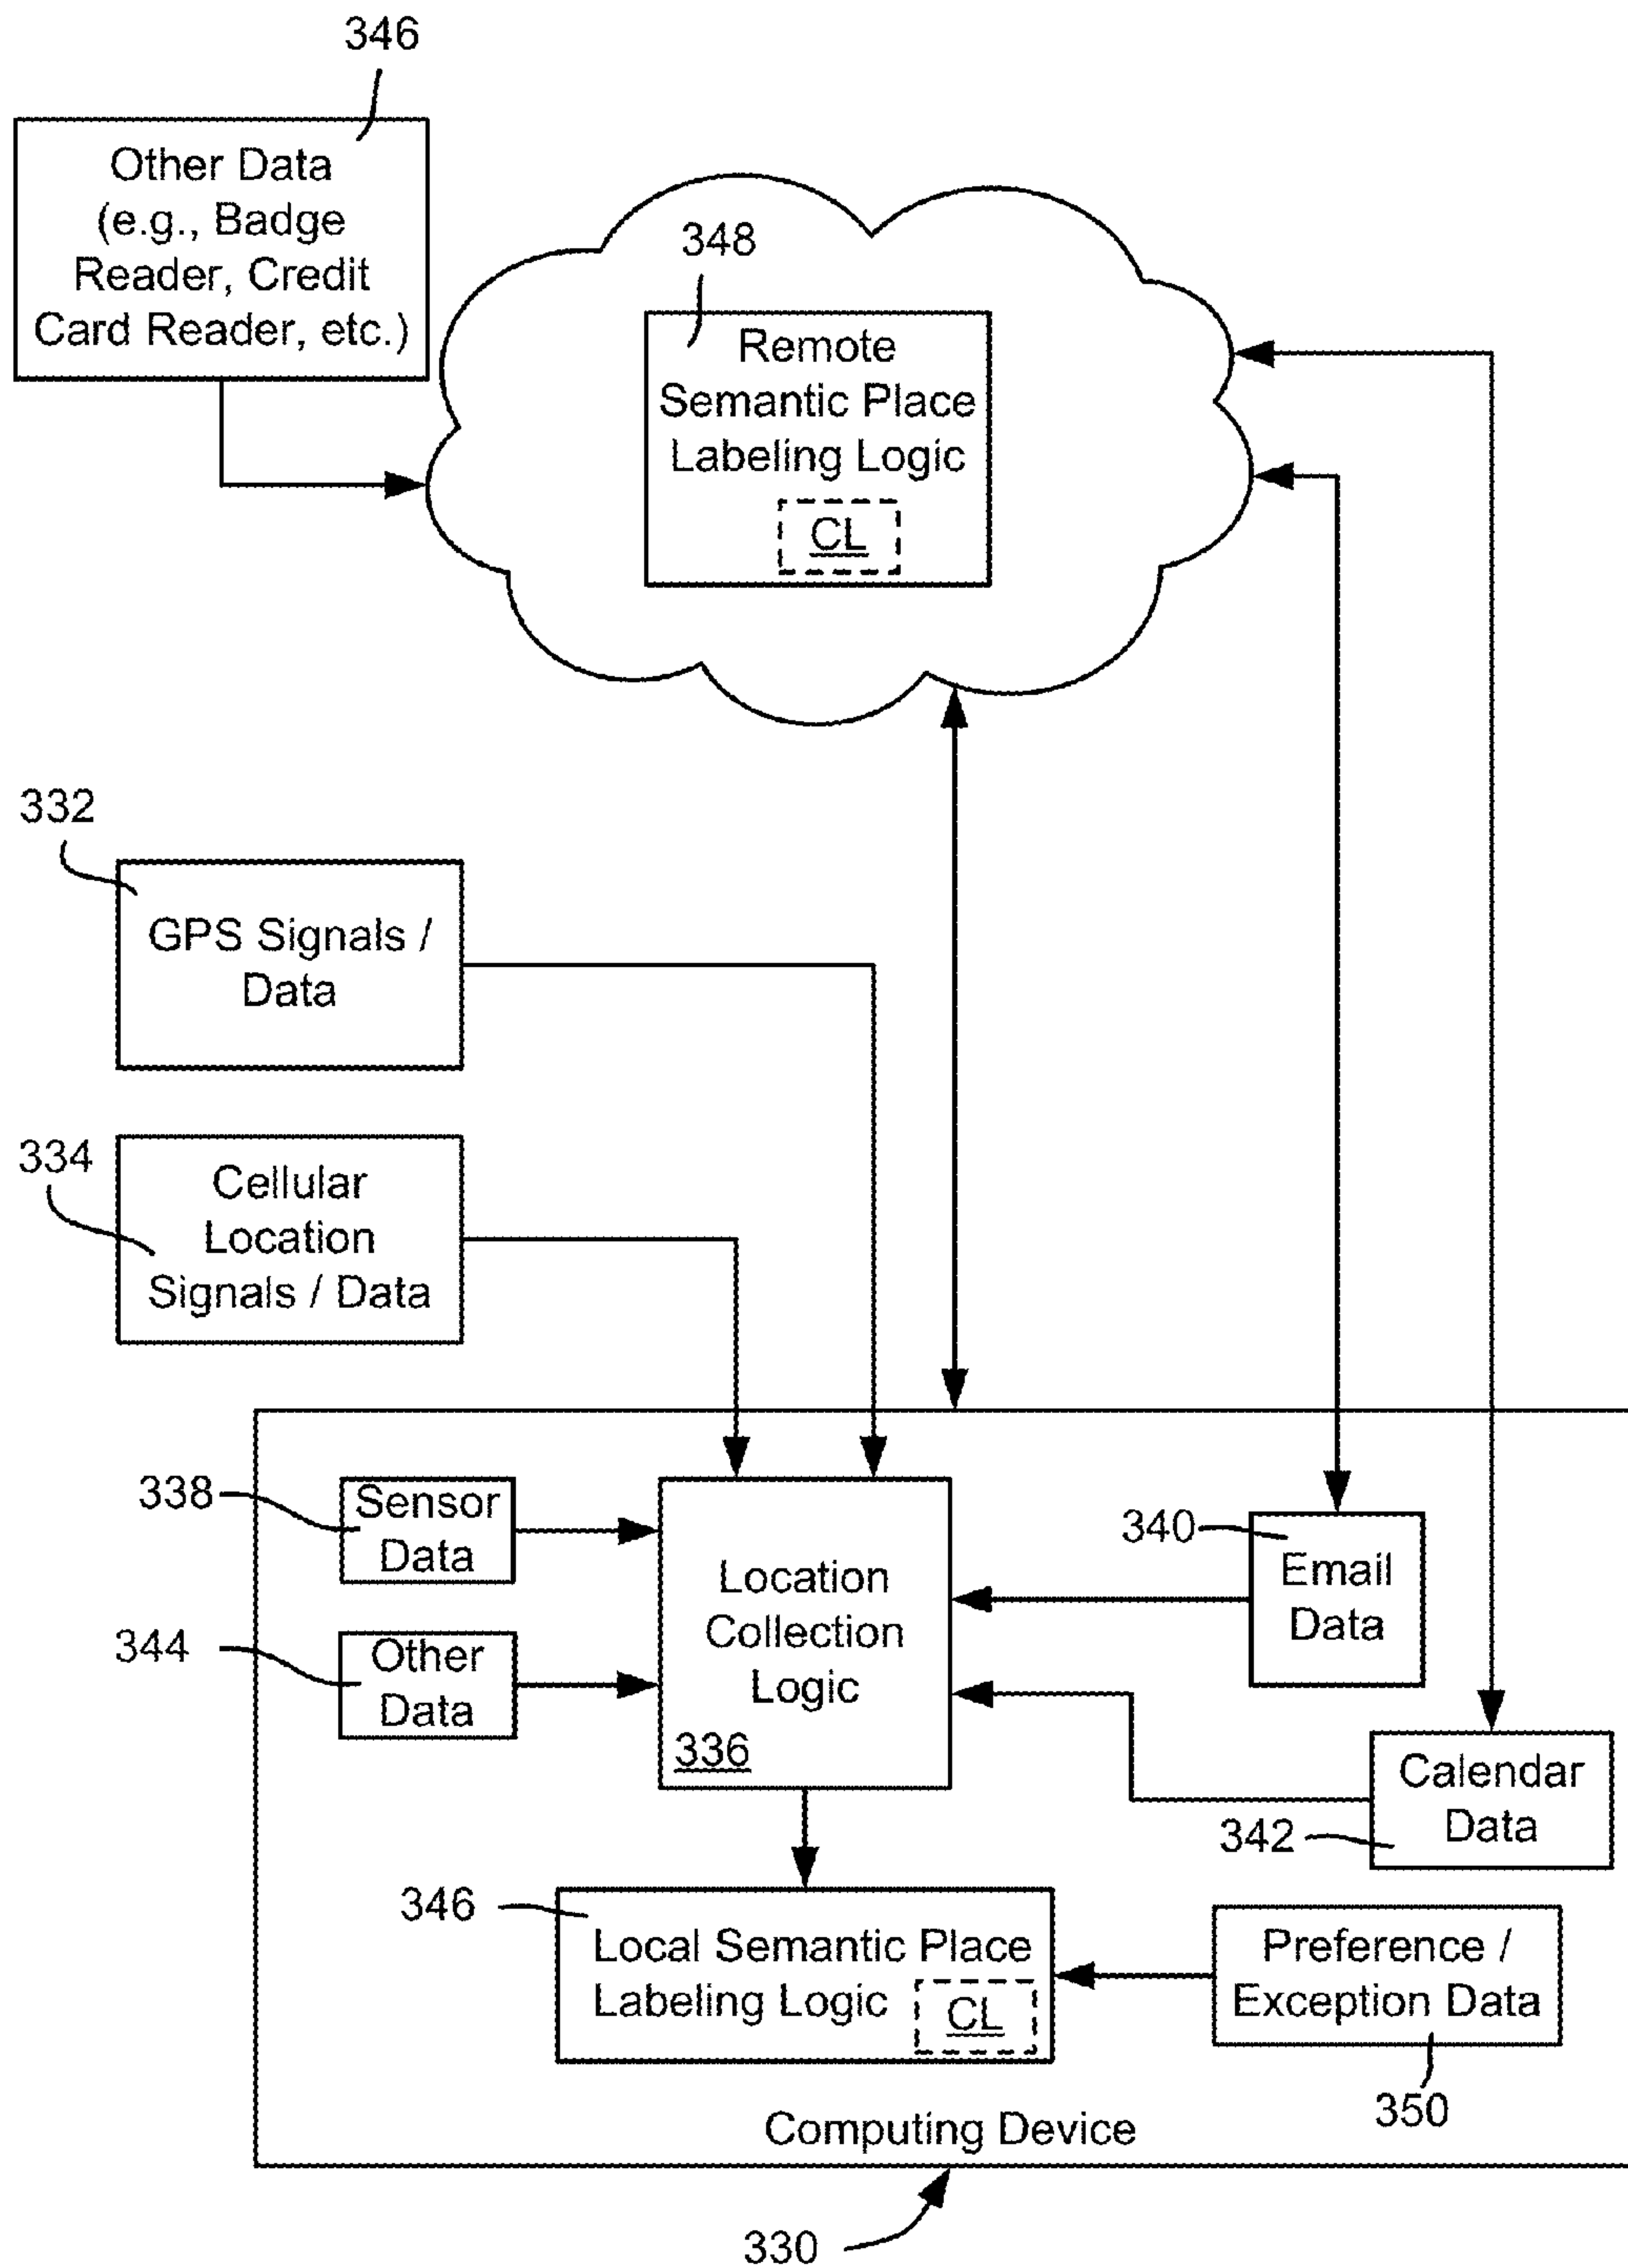 346
Other Data
(e.g., Badge
Reader, Credit
Card Reader, etc.)
348
Remote
Semantic Place
Labeling Logic
CL
332
GPS Signals /
Data
334
Cellular
Location
Signals / Data
338
Sensor
Data
344
Other
Data
Location
Collection
Logic
336
340
Email
Data
Calendar
Data
342
346
Local Semantic Place
Labeling Logic
CL
Preference /
Exception Data
350
Computing Device
330